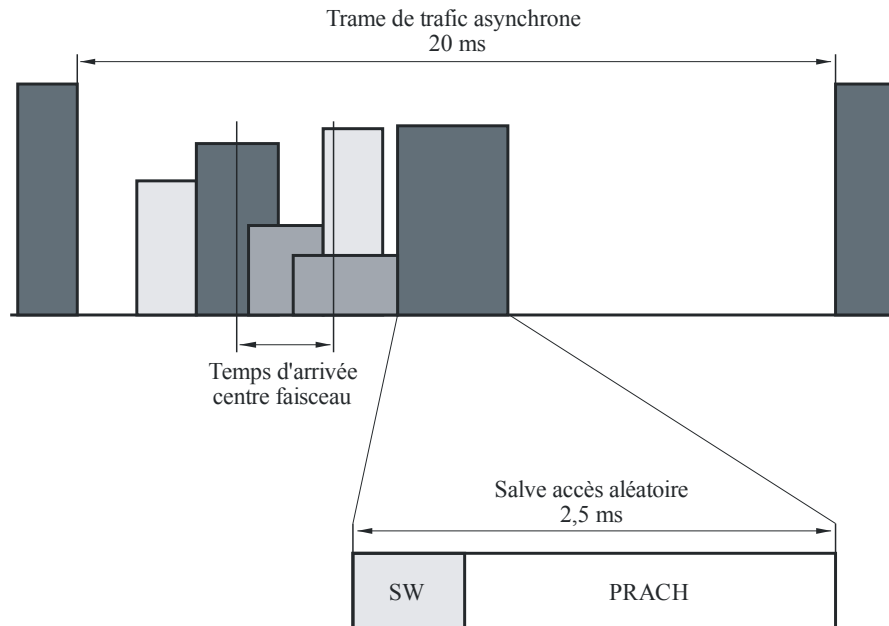 Trame de trafic asynchrone
20 ms
Temps d'arrivée
centre faisceau
Salve accès aléatoire
2,5 ms
SW
PRACH